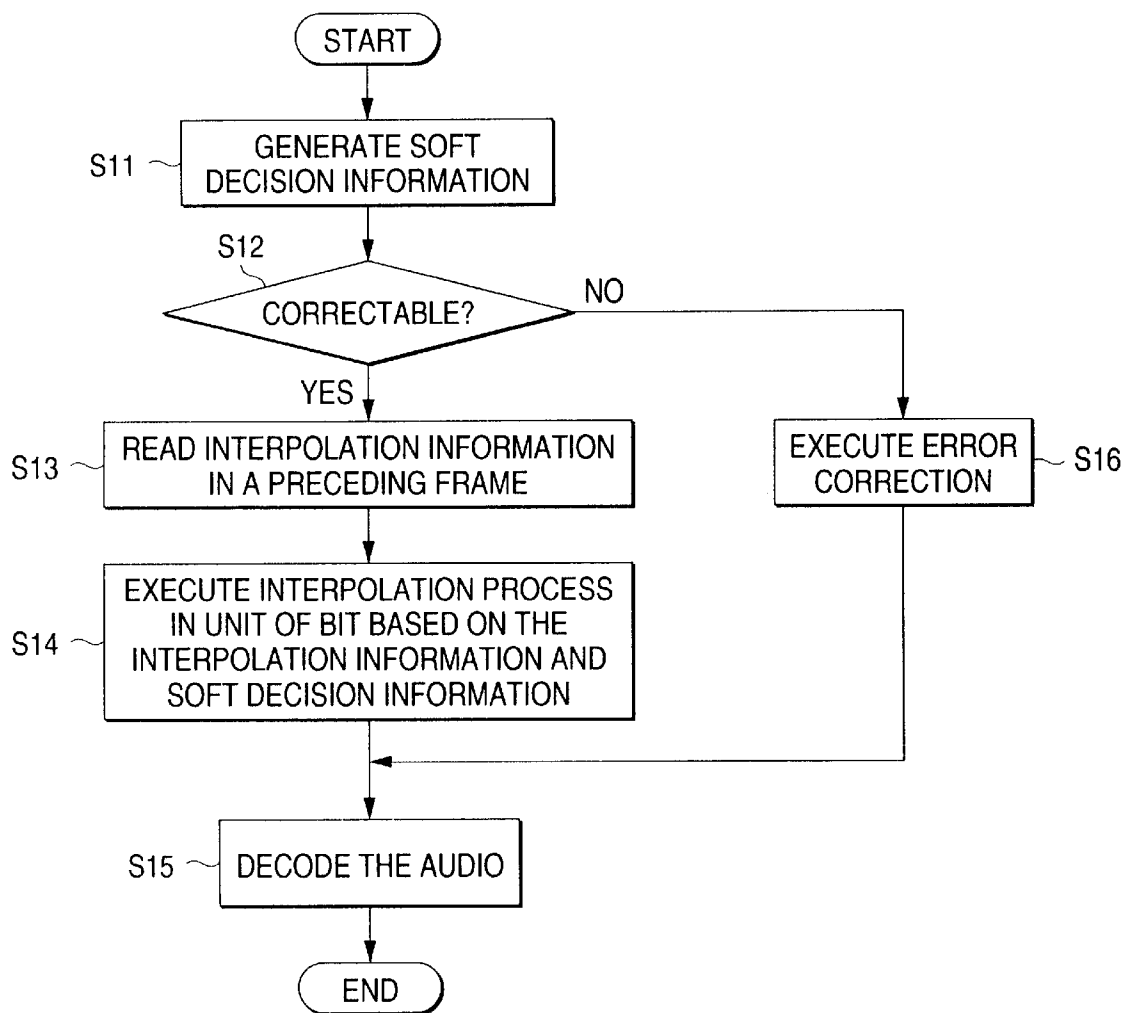 START
S11
GENERATE SOFT
DECISION INFORMATION
S12
CORRECTABLE?
NO
YES
S13
READ INTERPOLATION INFORMATION
IN A PRECEDING FRAME
EXECUTE ERROR
CORRECTION
S16
S14
EXECUTE INTERPOLATION PROCESS
IN UNIT OF BIT BASED ON THE
INTERPOLATION INFORMATION AND
SOFT DECISION INFORMATION
S15
DECODE THE AUDIO
END